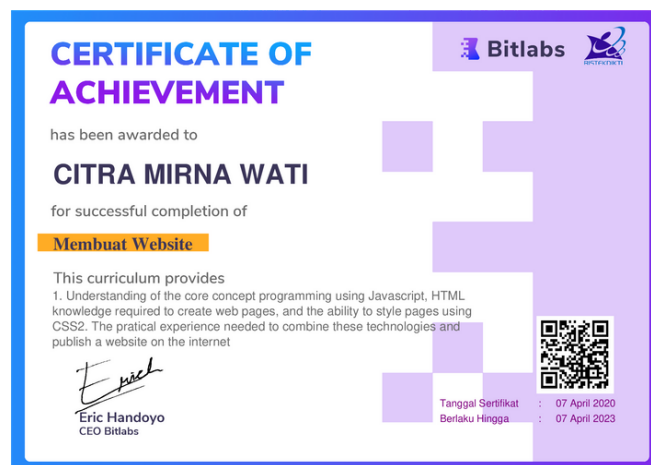 CERTIFICATE OF
ACHIEVEMENT
Bitlabs
RISTEKDIKTI
has been awarded to
CITRA MIRNA WATI
for successful completion of
Membuat Website
This curriculum provides
1. Understanding of the core concept programming using Javascript, HTML
knowledge required to create web pages, and the ability to style pages using
CSS2. The pratical experience needed to combine these technologies and
publish a website on the internet
Eric Handoyo
CEO Bitlabs
Tanggal Sertifikat : 07 April 2020
Berlaku Hingga : 07 April 2023